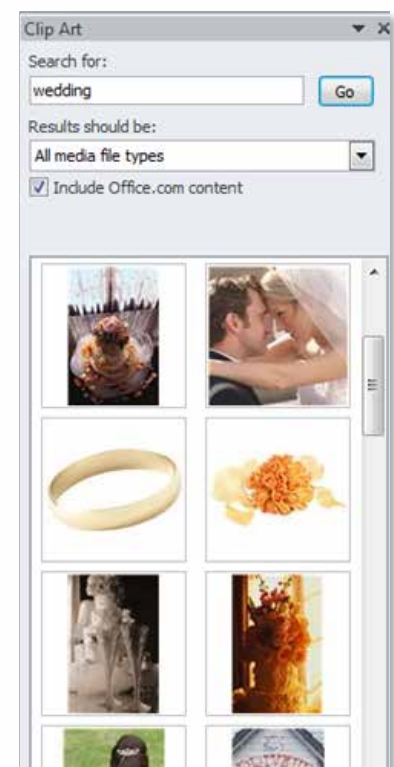 Clip Art
Search for:
wedding Go
Results should be:
All media file types
Include Office.com content